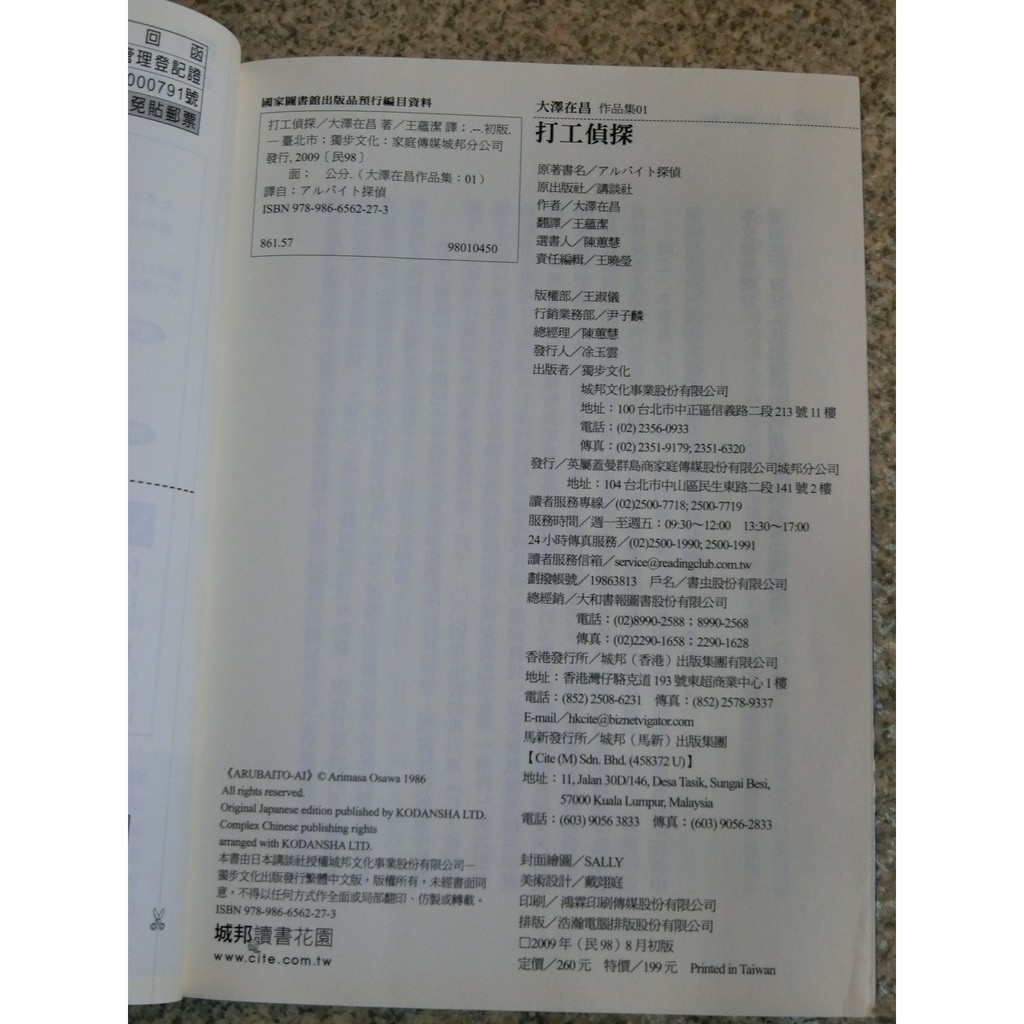 回函
管理登記證
000791號
免貼郵票
國家圖書館出版品預行編目資料
打工偵探／大澤在昌 著／王蘊潔 譯；.--.初版.
— 臺北市；獨步文化：家庭傳媒城邦分公司
發行, 2009〔民98〕
面； 公分.（大澤在昌作品集：01）
譯自：アルバイト探偵
ISBN 978-986-6562-27-3
861.57 98010450
《ARUBAITO-AI》© Arimasa Osawa 1986
All rights reserved.
Original Japanese edition published by KODANSHA LTD.
Complex Chinese publishing rights
arranged with KODANSHA LTD.
本書由日本講談社授權城邦文化事業股份有限公司—
獨步文化出版發行繁體中文版，版權所有，未經書面同
意，不得以任何方式作全面或局部翻印、仿製或轉載。
ISBN 978-986-6562-27-3
城邦讀書花園
www.cite.com.tw
大澤在昌 作品集01
打工偵探
原著書名／アルバイト探偵
原出版社／講談社
作者／大澤在昌
翻譯／王蘊潔
選書人／陳蕙慧
責任編輯／王曉瑩
版權部／王淑儀
行銷業務部／尹子麟
總經理／陳蕙慧
發行人／凃玉雲
出版者／獨步文化
城邦文化事業股份有限公司
地址：100 台北市中正區信義路二段 213 號 11 樓
電話：(02) 2356-0933
傳真：(02) 2351-9179; 2351-6320
發行／英屬蓋曼群島商家庭傳媒股份有限公司城邦分公司
地址：104 台北市中山區民生東路二段 141 號 2 樓
讀者服務專線／(02)2500-7718; 2500-7719
服務時間／週一至週五：09:30～12:00 13:30～17:00
24 小時傳真服務／(02)2500-1990; 2500-1991
讀者服務信箱／service@readingclub.com.tw
劃撥帳號／19863813 戶名／書虫股份有限公司
總經銷／大和書報圖書股份有限公司
電話：(02)8990-2588；8990-2568
傳真：(02)2290-1658；2290-1628
香港發行所／城邦（香港）出版集團有限公司
地址：香港灣仔駱克道 193 號東超商業中心 1 樓
電話：(852) 2508-6231 傳真：(852) 2578-9337
E-mail／hkcite@biznetvigator.com
馬新發行所／城邦（馬新）出版集團
【Cite (M) Sdn. Bhd. (458372 U)】
地址：11, Jalan 30D/146, Desa Tasik, Sungai Besi,
57000 Kuala Lumpur, Malaysia
電話：(603) 9056 3833 傳真：(603) 9056-2833
封面繪圖／SALLY
美術設計／戴翊庭
印刷／鴻霖印刷傳媒股份有限公司
排版／浩瀚電腦排版股份有限公司
□2009 年（民 98）8 月初版
定價／260 元 特價／199 元 Printed in Taiwan